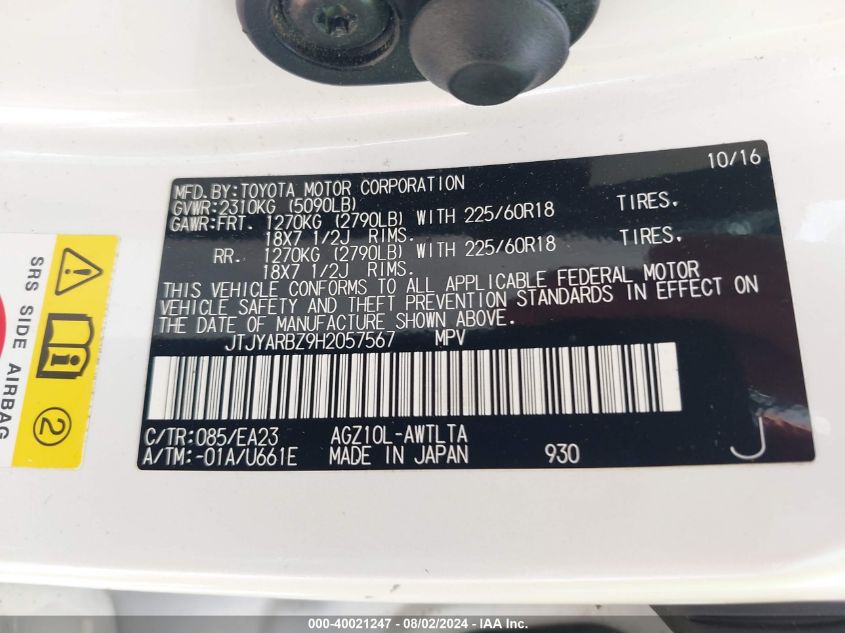 10/16
MFD.BY:TOYOTA MOTOR CORPORATION
GVWR:2310KG (5090LB)
GAWR:FRT. 1270KG (2790LB) WITH 225/60R18 TIRES.
18X7 1/2J RIMS.
RR. 1270KG (2790LB) WITH 225/60R18 TIRES.
18X7 1/2J RIMS.
THIS VEHICLE CONFORMS TO ALL APPLICABLE FEDERAL MOTOR
VEHICLE SAFETY AND THEFT PREVENTION STANDARDS IN EFFECT ON
THE DATE OF MANUFACTURE SHOWN ABOVE.
JTJYARBZ9H2057567 MPV
C/TR:085/EA23 AGZ10L-AWTLTA
A/TM:-01A/U661E MADE IN JAPAN 930 J
SRS SIDE AIRBAG
2
000-40021247 - 08/02/2024 - IAA Inc.